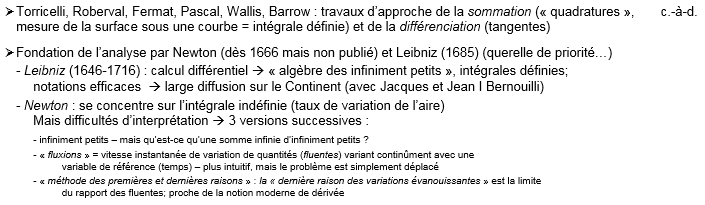 ➢Torricelli, Roberval, Fermat, Pascal, Wallis, Barrow : travaux d'approche de la sommation (« quadratures », c.-à-d.
mesure de la surface sous une courbe = intégrale définie) et de la différenciation (tangentes)
➢Fondation de l'analyse par Newton (dès 1666 mais non publié) et Leibniz (1685) (querelle de priorité…)
- Leibniz (1646-1716) : calcul différentiel → « algèbre des infiniment petits », intégrales définies;
notations efficaces → large diffusion sur le Continent (avec Jacques et Jean I Bernouilli)
- Newton : se concentre sur l'intégrale indéfinie (taux de variation de l'aire)
Mais difficultés d'interprétation → 3 versions successives :
- infiniment petits – mais qu'est-ce qu'une somme infinie d'infiniment petits ?
- « fluxions » = vitesse instantanée de variation de quantités (fluentes) variant continûment avec une
variable de référence (temps) – plus intuitif, mais le problème est simplement déplacé
- « méthode des premières et dernières raisons » : la « dernière raison des variations évanouissantes » est la limite
du rapport des fluentes; proche de la notion moderne de dérivée